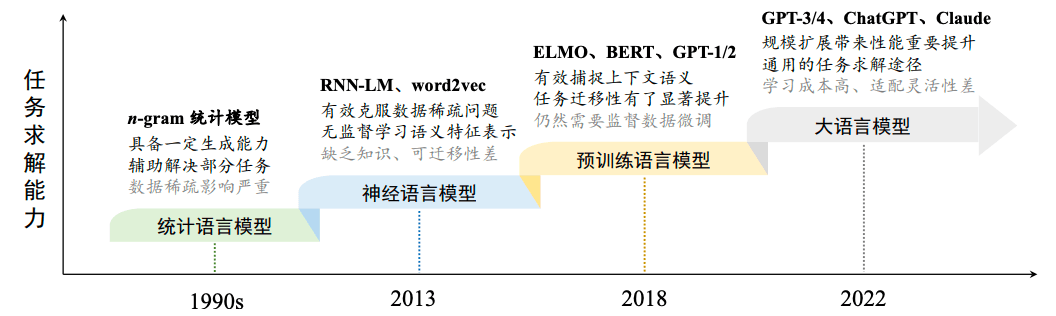 任务求解能力
n-gram 统计模型
具备一定生成能力
辅助解决部分任务
数据稀疏影响严重
统计语言模型
1990s
RNN-LM、word2vec
有效克服数据稀疏问题
无监督学习语义特征表示
缺乏知识、可迁移性差
神经语言模型
2013
ELMO、BERT、GPT-1/2
有效捕捉上下文语义
任务迁移性有了显著提升
仍然需要监督数据微调
预训练语言模型
2018
GPT-3/4、ChatGPT、Claude
规模扩展带来性能重要提升
通用的任务求解途径
学习成本高、适配灵活性差
大语言模型
2022